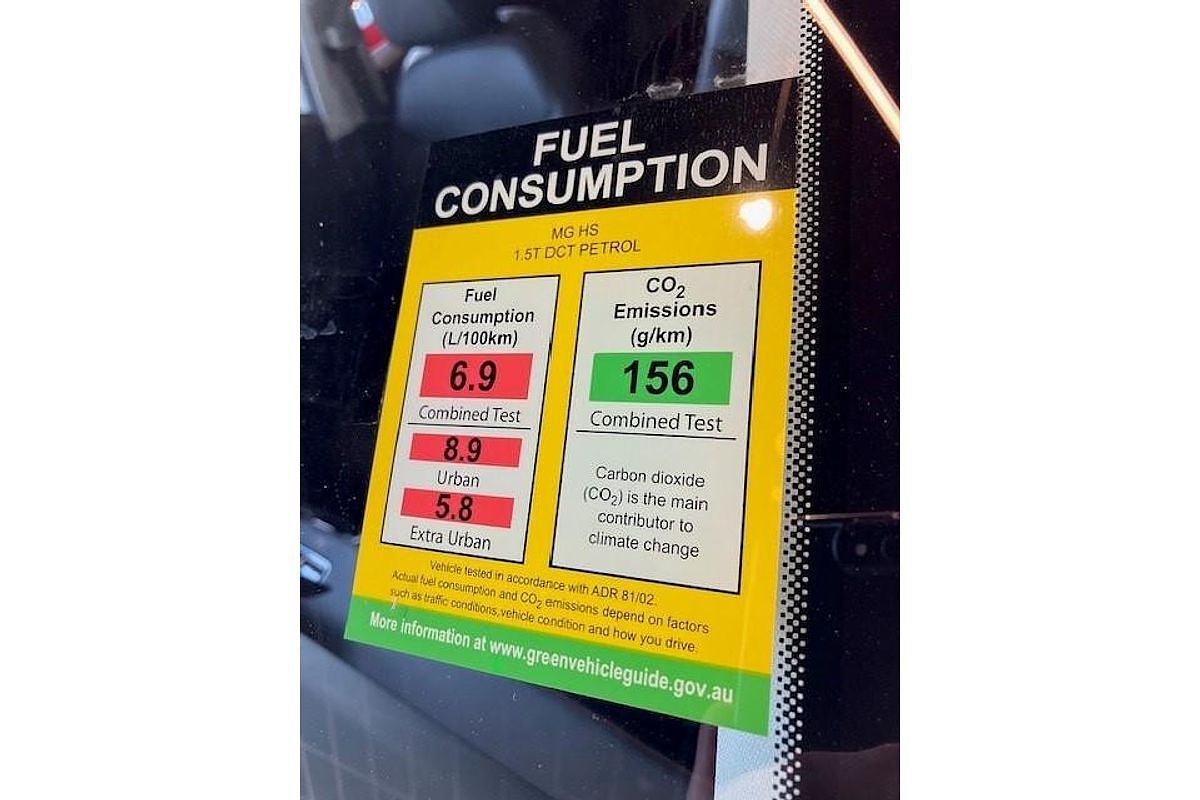 FUEL
CONSUMPTION
MG HS
1.5T DCT PETROL
Fuel
Consumption
(L/100km)
6.9
Combined Test
8.9
Urban
5.8
Extra Urban
CO2
Emissions
(g/km)
156
Combined Test
Carbon dioxide
(CO2) is the main
contributor to
climate change
Vehicle tested in accordance with ADR 81/02.
Actual fuel consumption and CO2 emissions depend on factors
such as traffic conditions, vehicle condition and how you drive.
More information at www.greenvehicleguide.gov.au